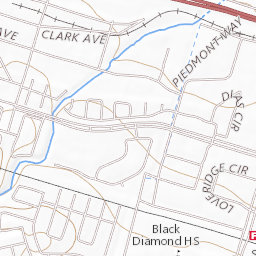 CLARK AVE
AVE
PIEDMONT WAY
DIAS CIR
LOVERIDGE CIR
Black
Diamond HS